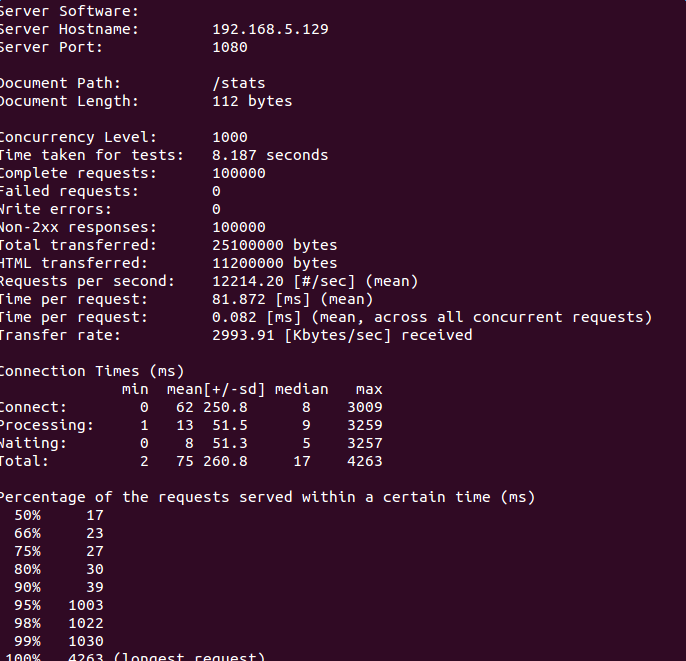 Server Software:
Server Hostname: 192.168.5.129
Server Port: 1080
Document Path: /stats
Document Length: 112 bytes
Concurrency Level: 1000
Time taken for tests: 8.187 seconds
Complete requests: 100000
Failed requests: 0
Write errors: 0
Non-2xx responses: 100000
Total transferred: 25100000 bytes
HTML transferred: 11200000 bytes
Requests per second: 12214.20 [#/sec] (mean)
Time per request: 81.872 [ms] (mean)
Time per request: 0.082 [ms] (mean, across all concurrent requests)
Transfer rate: 2993.91 [Kbytes/sec] received
Connection Times (ms)
min mean[+/-sd] median max
Connect: 0 62 250.8 8 3009
Processing: 1 13 51.5 9 3259
Waiting: 0 8 51.3 5 3257
Total: 2 75 260.8 17 4263
Percentage of the requests served within a certain time (ms)
50% 17
66% 23
75% 27
80% 30
90% 39
95% 1003
98% 1022
99% 1030
100% 4263 (longest request)